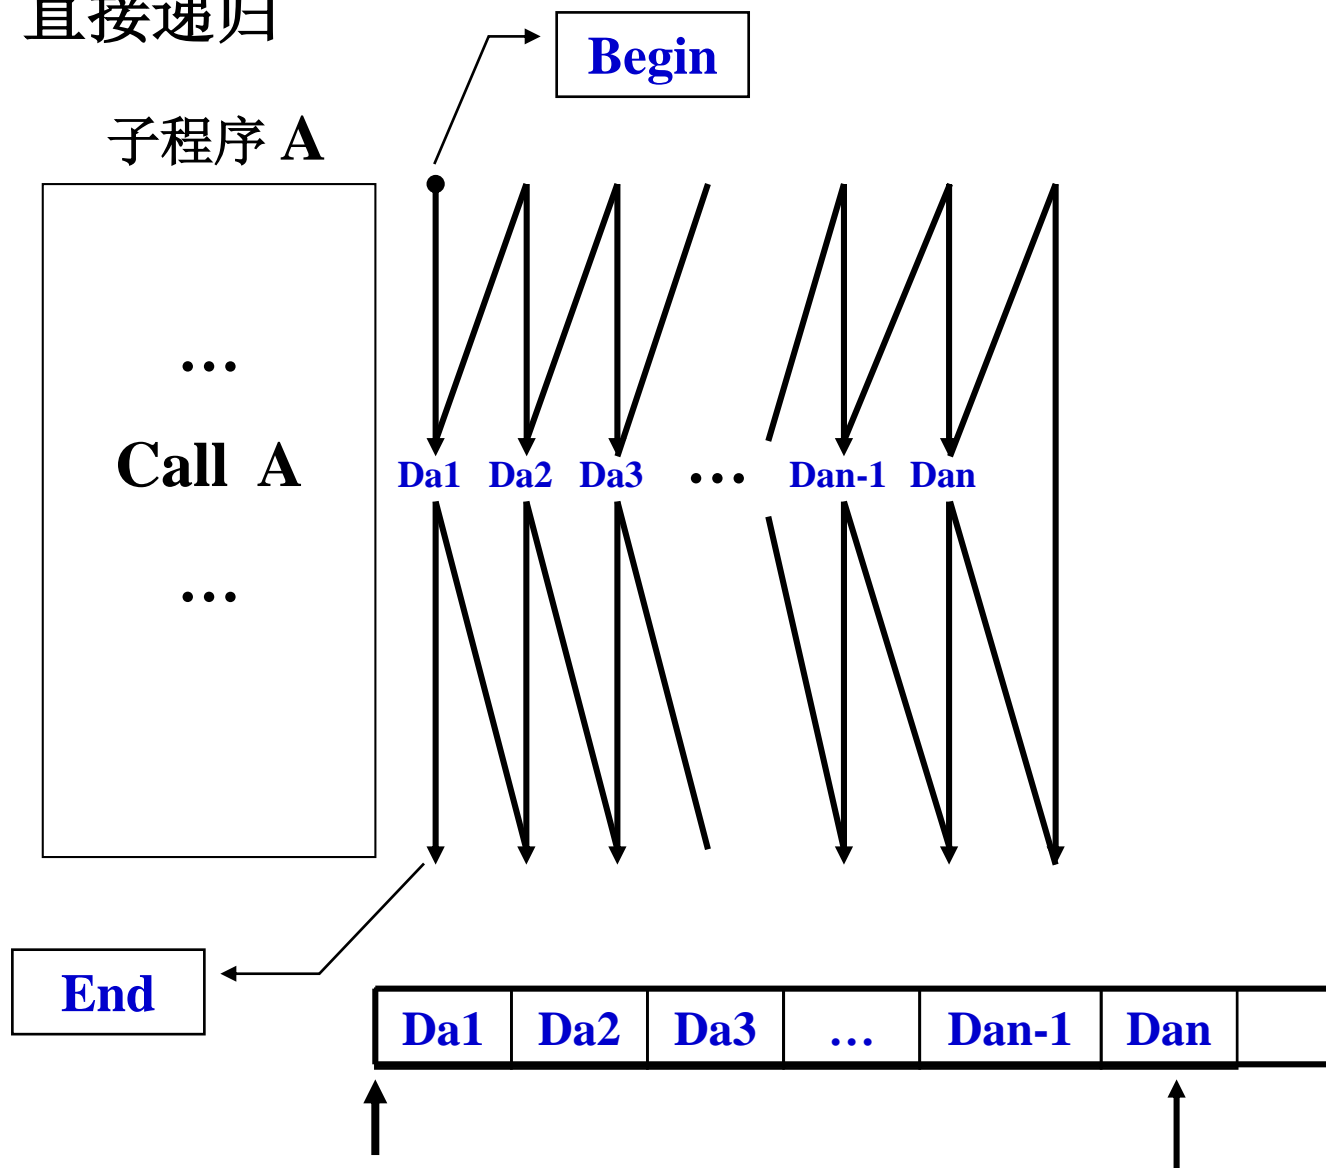 直接递归
Begin
子程序 A
…
Call A
Da1 Da2 Da3 … Dan-1 Dan
…
End
Da1 Da2 Da3 … Dan-1 Dan